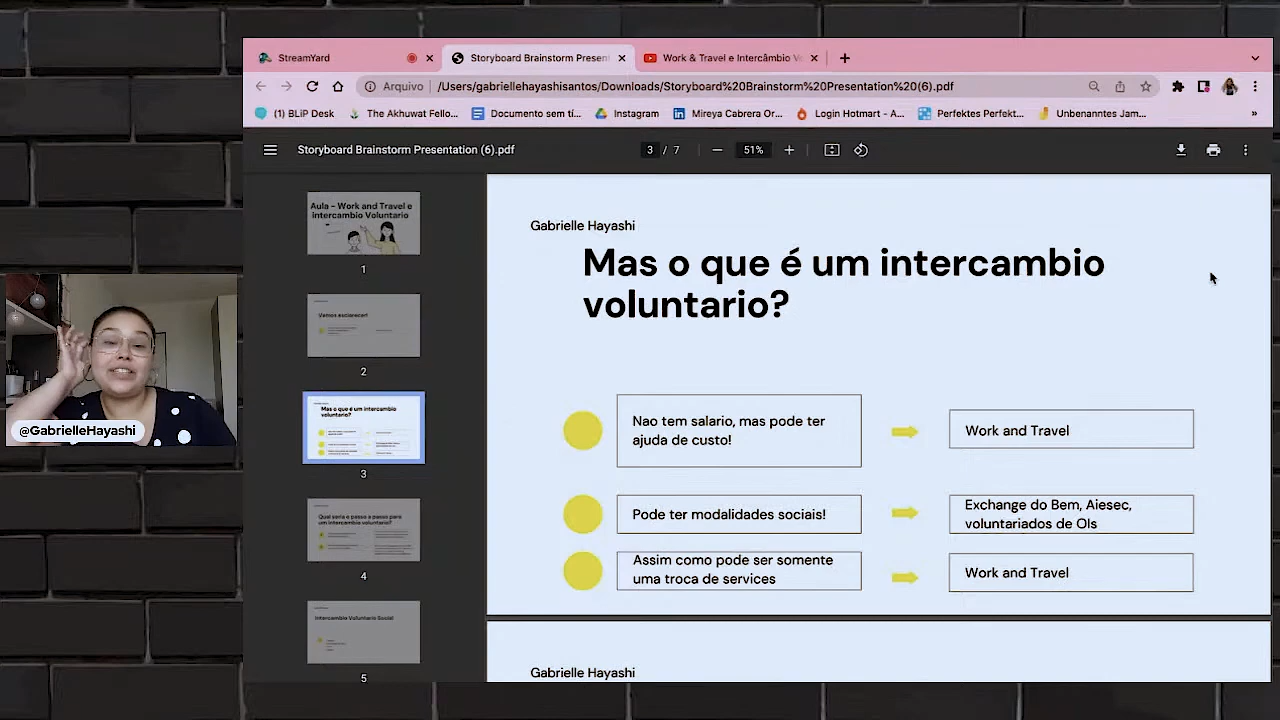 StreamYard
Storyboard Brainstorm Presen
Work & Travel e Intercâmbio Vo
Arquivo
/Users/gabriellehayashisantos/Downloads/Storyboard%20Brainstorm%20Presentation%20(6).pdf
(1) BLiP Desk
The Akhuwat Fello...
Documento sem tí...
Instagram
Mireya Cabrera Or...
Login Hotmart - A...
Perfektes Perfekt...
Unbenanntes Jam...
»
Storyboard Brainstorm Presentation (6).pdf
3 / 7
51%
Aula - Work and Travel e
intercambio Voluntario
1
Vamos esclarecer!
2
Mas o que é um intercambio
voluntario?
3
Qual seria o passo a passo para
um intercambio voluntario?
4
Intercambio Voluntario Social
5
Gabrielle Hayashi
Mas o que é um intercambio
voluntario?
Nao tem salario, mas pode ter
ajuda de custo!
Work and Travel
Pode ter modalidades sociais!
Exchange do Bem, Aiesec,
voluntariados de OIs
Assim como pode ser somente
uma troca de services
Work and Travel
Gabrielle Hayashi
@GabrielleHayashi